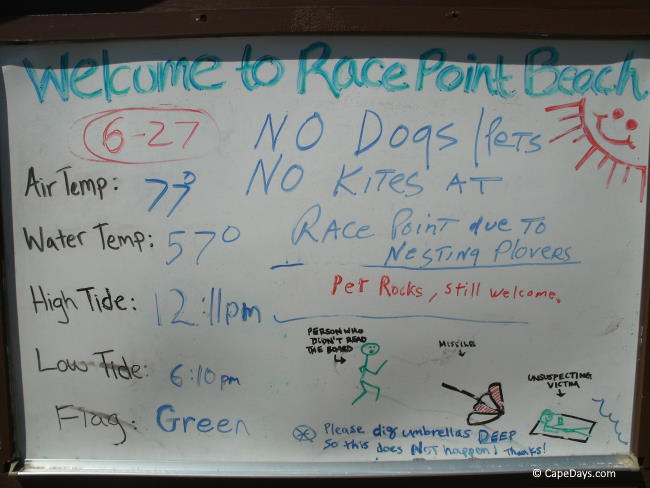 Welcome to Race Point Beach
6-27
NO Dogs/Pets
Air Temp: 77°
NO KITES AT
Water Temp: 57°
RACE POINT due TO
NESTING PLOVERS
High Tide: 12:11pm
Pet Rocks, still welcome.
PERSON WHO
DIDN'T READ
THE BOARD
MISSILE
UNSUSPECTING
VICTIM
Low Tide: 6:10pm
Flag: Green
Please dig umbrellas DEEP
So this does NOT happen! Thanks!
© CapeDays.com